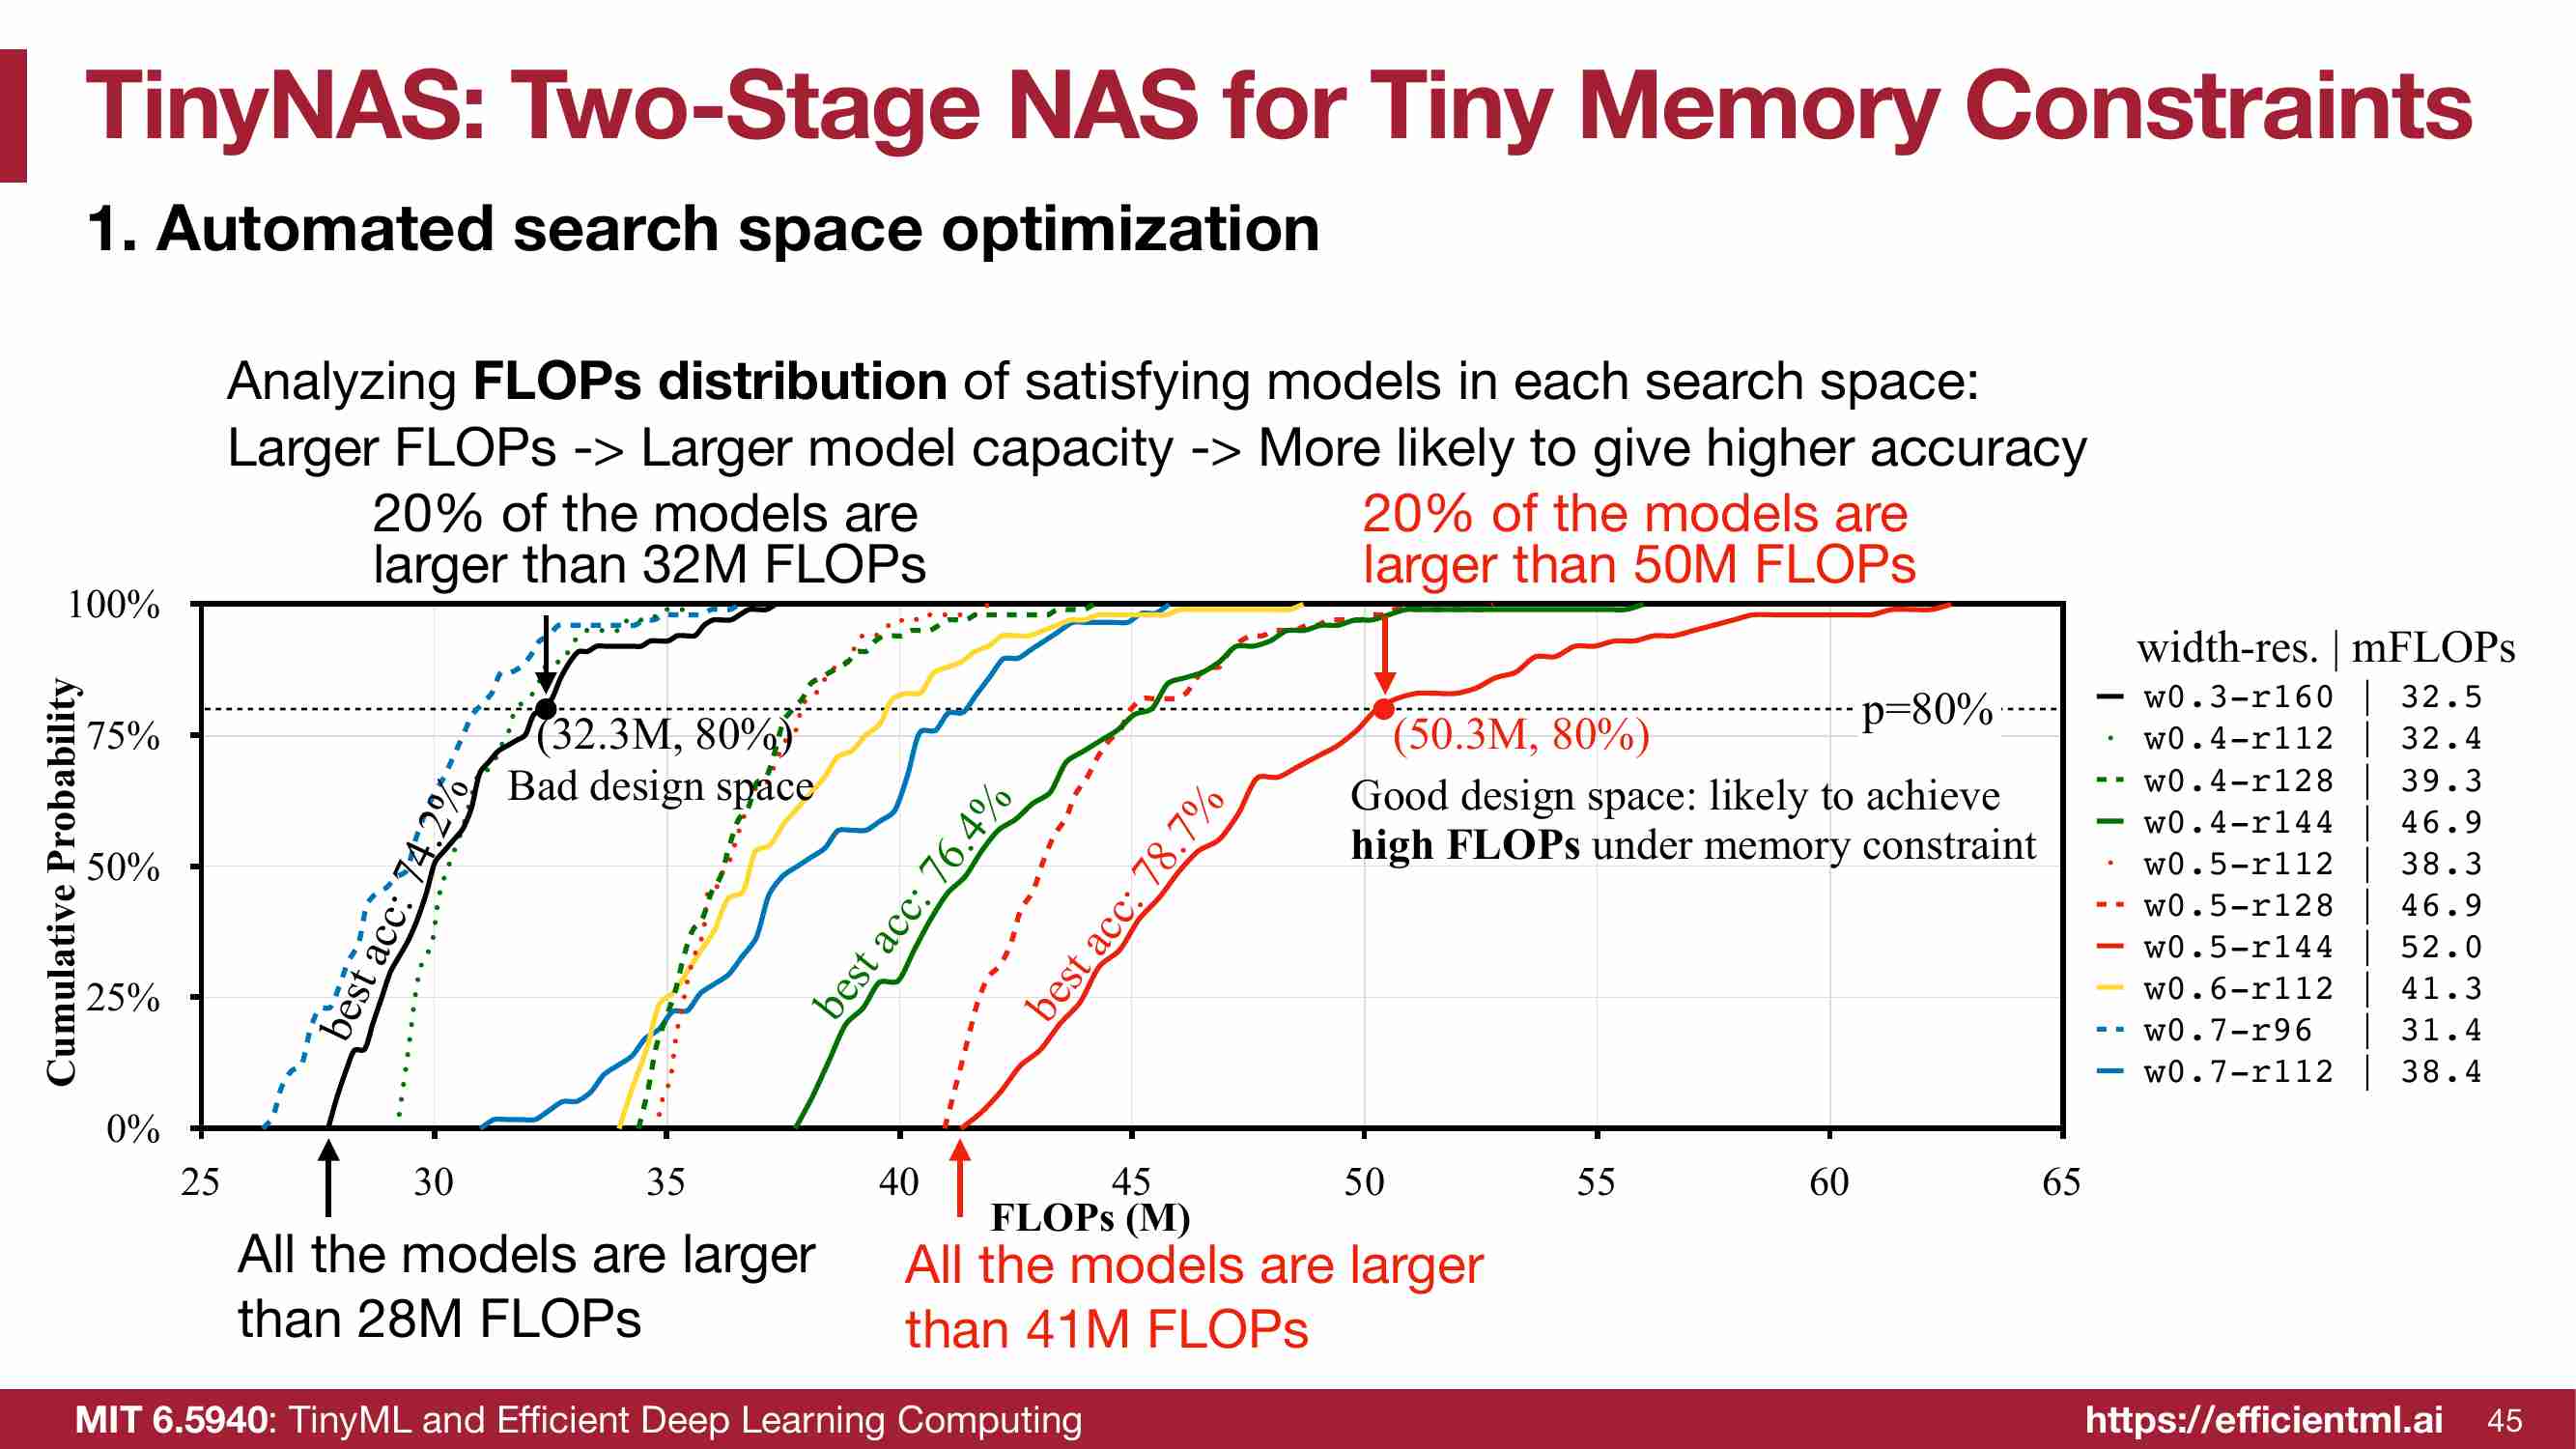 TinyNAS: Two-Stage NAS for Tiny Memory Constraints
1. Automated search space optimization
Analyzing FLOPs distribution of satisfying models in each search space:
Larger FLOPs -> Larger model capacity -> More likely to give higher accuracy
20% of the models are
larger than 32M FLOPs
20% of the models are
larger than 50M FLOPs
Cumulative Probability
100%
75%
50%
25%
0%
(32.3M, 80%)
Bad design space
(50.3M, 80%)
p=80%
Good design space: likely to achieve
high FLOPs under memory constraint
best acc: 74.2%
best acc: 76.4%
best acc: 78.7%
25 30 35 40 45 50 55 60 65
FLOPs (M)
All the models are larger
than 28M FLOPs
All the models are larger
than 41M FLOPs
width-res. | mFLOPs
w0.3-r160 | 32.5
w0.4-r112 | 32.4
w0.4-r128 | 39.3
w0.4-r144 | 46.9
w0.5-r112 | 38.3
w0.5-r128 | 46.9
w0.5-r144 | 52.0
w0.6-r112 | 41.3
w0.7-r96 | 31.4
w0.7-r112 | 38.4
MIT 6.5940: TinyML and Efficient Deep Learning Computing
https://efficientml.ai 45